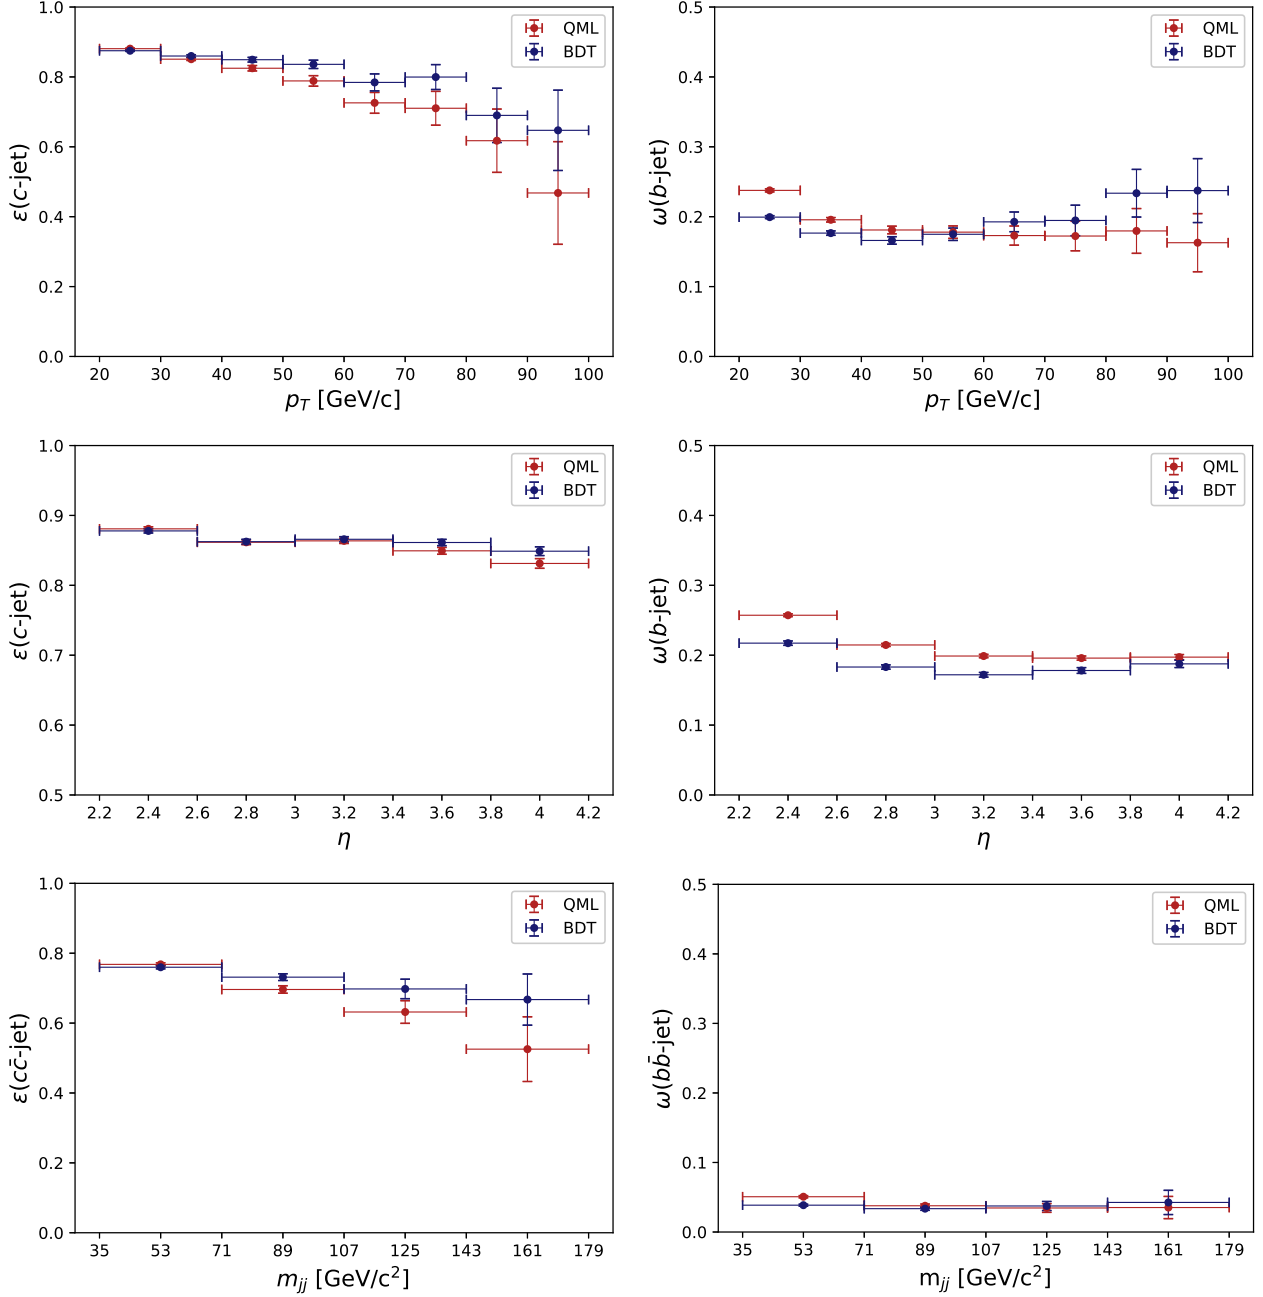 1.0
0.8
0.6
0.4
0.2
0.0
ε(c-jet)
QML
BDT
20 30 40 50 60 70 80 90 100
p_T [GeV/c]
0.5
0.4
0.3
0.2
0.1
0.0
ω(b-jet)
QML
BDT
20 30 40 50 60 70 80 90 100
p_T [GeV/c]
1.0
0.9
0.8
0.7
0.6
0.5
ε(c-jet)
QML
BDT
2.2 2.4 2.6 2.8 3 3.2 3.4 3.6 3.8 4 4.2
η
0.5
0.4
0.3
0.2
0.1
0.0
ω(b-jet)
QML
BDT
2.2 2.4 2.6 2.8 3 3.2 3.4 3.6 3.8 4 4.2
η
1.0
0.8
0.6
0.4
0.2
0.0
ε(cc̄-jet)
QML
BDT
35 53 71 89 107 125 143 161 179
m_jj [GeV/c²]
0.5
0.4
0.3
0.2
0.1
0.0
ω(bb̄-jet)
QML
BDT
35 53 71 89 107 125 143 161 179
m_jj [GeV/c²]